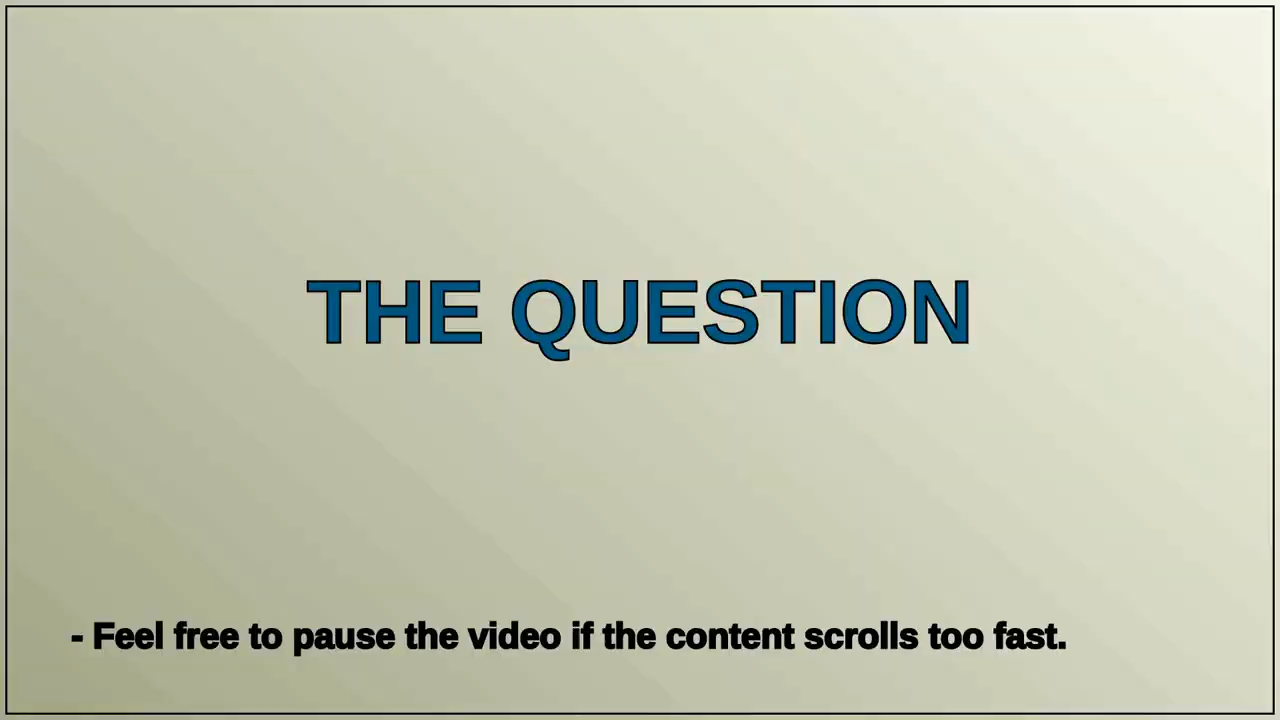 THE QUESTION
- Feel free to pause the video if the content scrolls too fast.